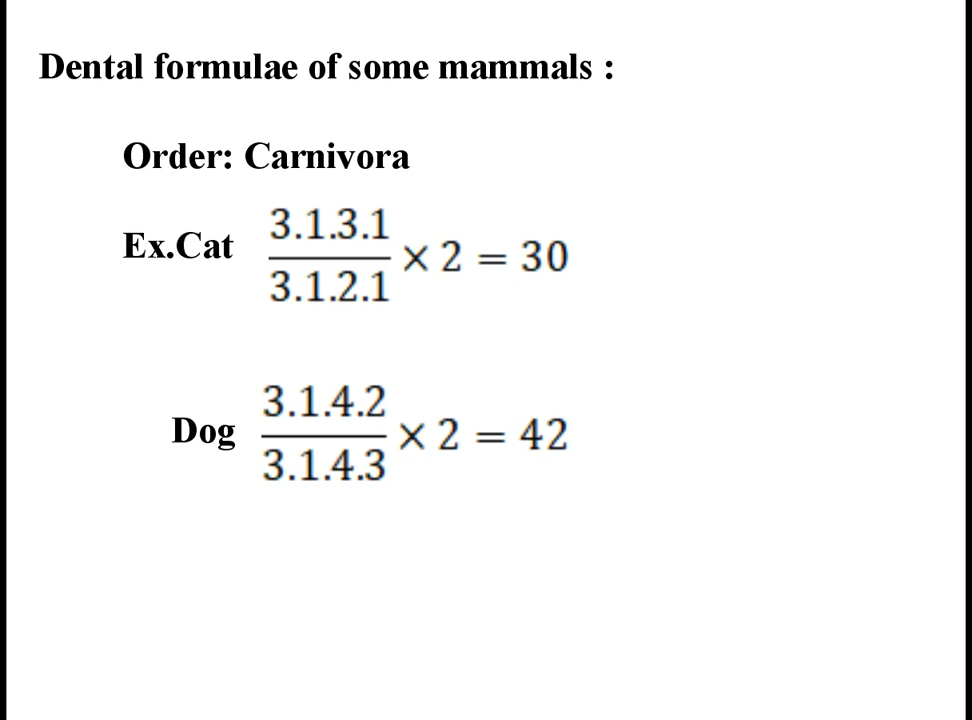 Dental formulae of some mammals :
Order: Carnivora
Ex.Cat 3.1.3.1/3.1.2.1 × 2 = 30
Dog 3.1.4.2/3.1.4.3 × 2 = 42